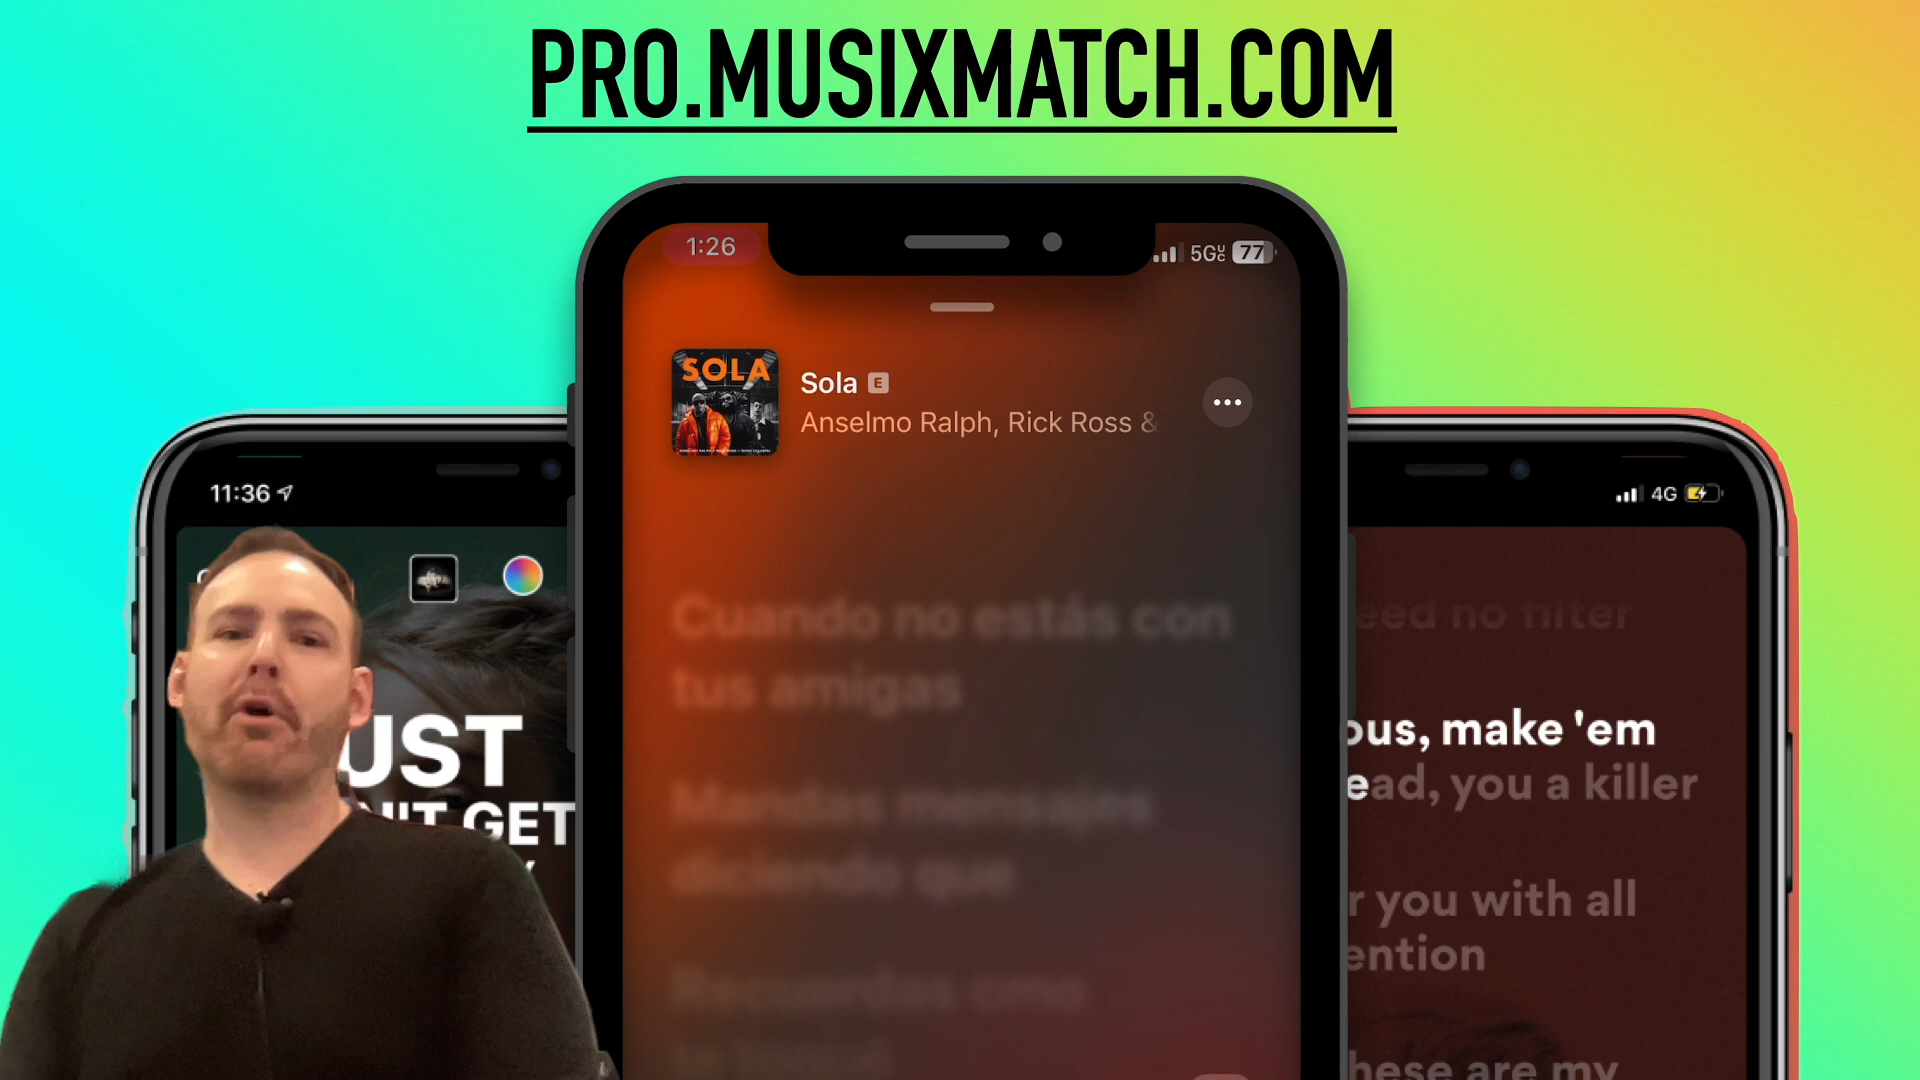 PRO.MUSIXMATCH.COM
1:26
5G
77
SOLA
Sola E
Anselmo Ralph, Rick Ross &
Cuando no estás con
tus amigas
Mandas mensajes
diciendo que
Recuerdas cmo
11:36
UST
GET
4G
eed no filter
ous, make 'em
ead, you a killer
r you with all
ention
hese are my